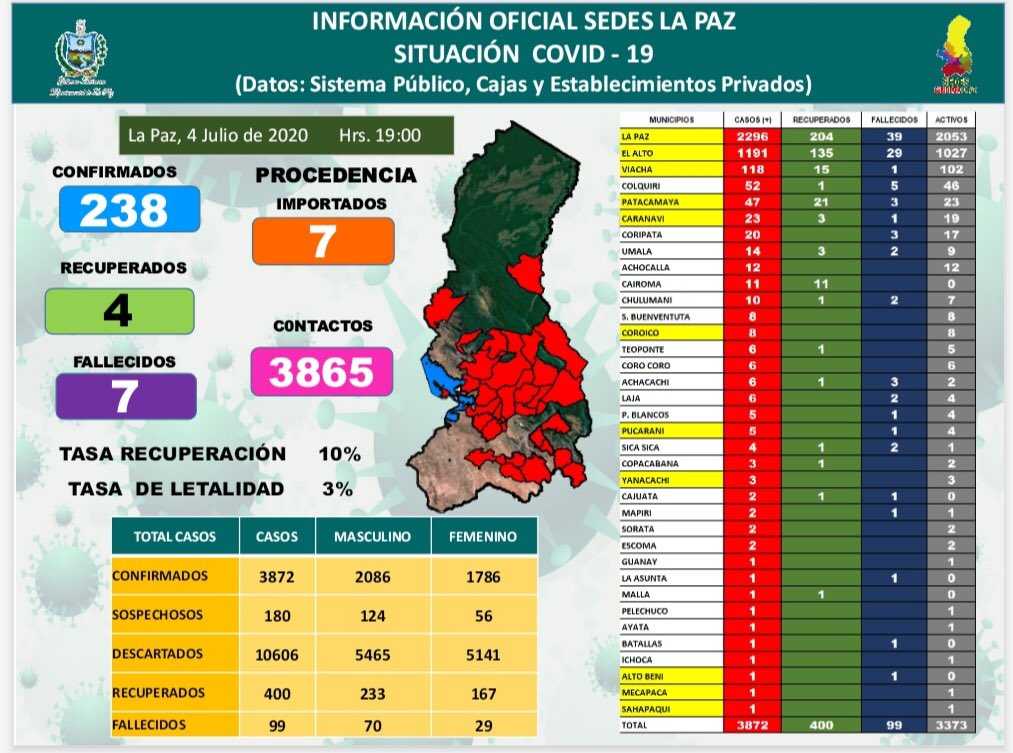 INFORMACIÓN OFICIAL SEDES LA PAZ
SITUACIÓN COVID - 19
(Datos: Sistema Público, Cajas y Establecimientos Privados)
SEDES
La Paz, 4 Julio de 2020 Hrs. 19:00
CONFIRMADOS
238
RECUPERADOS
4
FALLECIDOS
7
PROCEDENCIA
IMPORTADOS
7
CONTACTOS
3865
TASA RECUPERACIÓN 10%
TASA DE LETALIDAD 3%
TOTAL CASOS CASOS MASCULINO FEMENINO
CONFIRMADOS 3872 2086 1786
SOSPECHOSOS 180 124 56
DESCARTADOS 10606 5465 5141
RECUPERADOS 400 233 167
FALLECIDOS 99 70 29
MUNICIPIOS CASOS (+) RECUPERADOS FALLECIDOS ACTIVOS
LA PAZ 2296 204 39 2053
EL ALTO 1191 135 29 1027
VIACHA 118 15 1 102
COLQUIRI 52 1 5 46
PATACAMAYA 47 21 3 23
CARANAVI 23 3 1 19
CORIPATA 20 3 17
UMALA 14 3 2 9
ACHOCALLA 12 12
CAIROMA 11 11 0
CHULUMANI 10 1 2 7
S. BUENVENTUTA 8 8
COROICO 8 8
TEOPONTE 6 1 5
CORO CORO 6 6
ACHACACHI 6 1 3 2
LAJA 6 2 4
P. BLANCOS 5 1 4
PUCARANI 5 1 4
SICA SICA 4 1 2 1
COPACABANA 3 1 2
YANACACHI 3 3
CAJUATA 2 1 1 0
MAPIRI 2 1 1
SORATA 2 2
ESCOMA 2 2
GUANAY 1 1
LA ASUNTA 1 1 0
MALLA 1 1 0
PELECHUCO 1 1
AYATA 1 1
BATALLAS 1 1 0
ICHOCA 1 1
ALTO BENI 1 1 0
MECAPACA 1 1
SAHAPAQUI 1 1
TOTAL 3872 400 99 3373